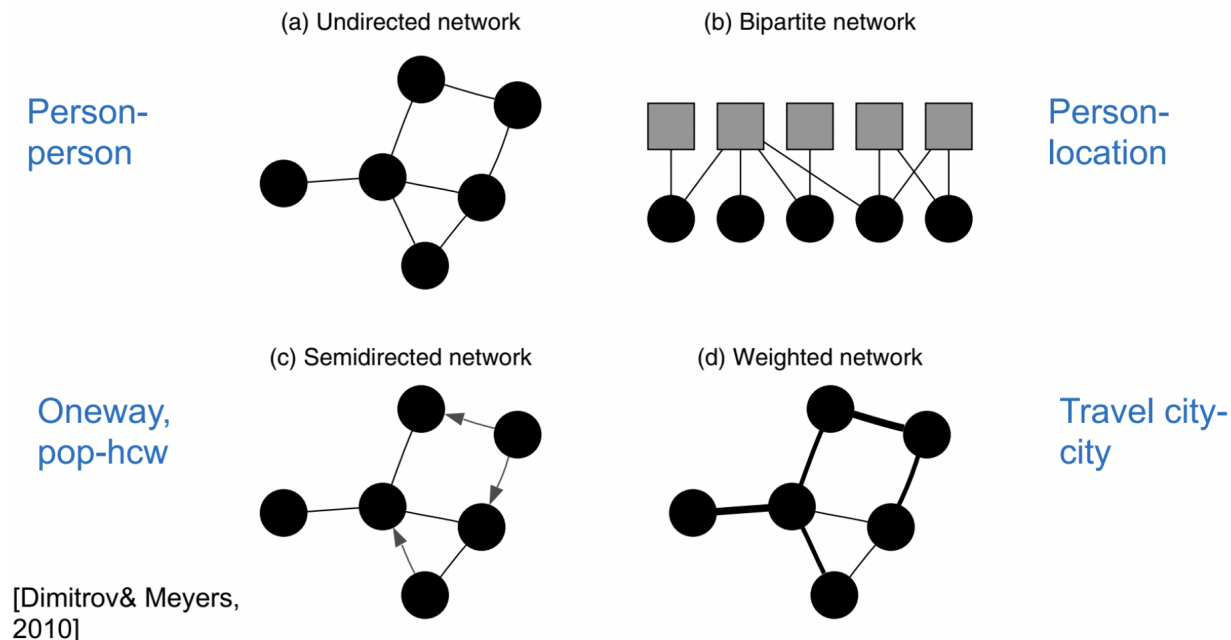 (a) Undirected network
(b) Bipartite network
Person-
person
Person-
location
(c) Semidirected network
(d) Weighted network
Oneway,
pop-hcw
Travel city-
city
[Dimitrov& Meyers,
2010]